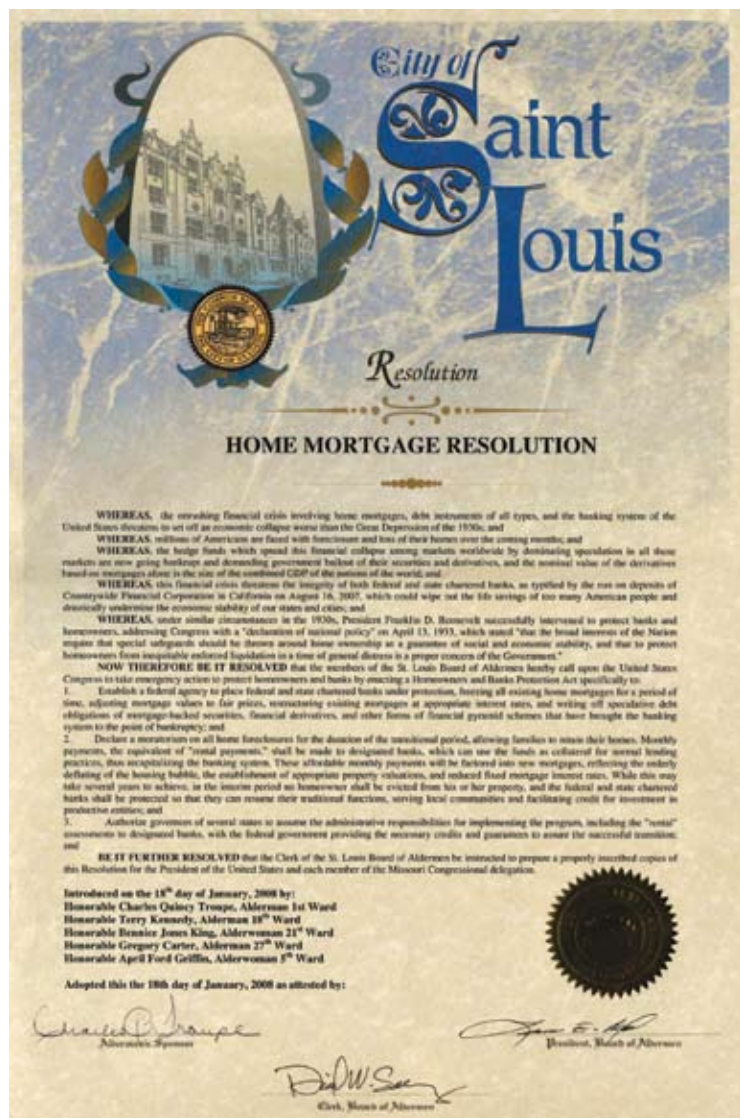 City of
Saint
Louis
Resolution
HOME MORTGAGE RESOLUTION
WHEREAS, the onrushing financial crisis involving home mortgages, debt instruments of all types, and the banking system of the
United States threatens to set off an economic collapse worse than the Great Depression of the 1930s; and
WHEREAS, millions of Americans are faced with foreclosure and loss of their homes over the coming months; and
WHEREAS, the hedge funds which spread this financial collapse among markets worldwide by dominating speculation in all these
markets are now going bankrupt and demanding government bailout of their securities and derivatives, and the nominal value of the derivatives
based on mortgages alone is the size of the combined GDP of the nations of the world; and
WHEREAS, this financial crisis threatens the integrity of both federal and state chartered banks, as typified by the run on deposits of
Countrywide Financial Corporation in California on August 16, 2007, which could wipe out the life savings of too many American people and
drastically undermine the economic stability of our states and cities; and
WHEREAS, under similar circumstances in the 1930s, President Franklin D. Roosevelt successfully intervened to protect banks and
homeowners, addressing Congress with a "declaration of national policy" on April 13, 1933, which stated "that the broad interests of the Nation
require that special safeguards should be thrown around home ownership as a guarantee of social and economic stability, and that to protect
homeowners from inequitable enforced liquidation in a time of general distress is a proper concern of the Government."
NOW THEREFORE BE IT RESOLVED that the members of the St. Louis Board of Aldermen hereby call upon the United States
Congress to take emergency action to protect homeowners and banks by enacting a Homeowners and Banks Protection Act specifically to:
1. Establish a federal agency to place federal and state chartered banks under protection, freezing all existing home mortgages for a period of
time, adjusting mortgage values to fair prices, restructuring existing mortgages at appropriate interest rates, and writing off speculative debt
obligations of mortgage-backed securities, financial derivatives, and other forms of financial pyramid schemes that have brought the banking
system to the point of bankruptcy; and
2. Declare a moratorium on all home foreclosures for the duration of the transitional period, allowing families to retain their homes. Monthly
payments, the equivalent of "rental payments," shall be made to designated banks, which can use the funds as collateral for normal lending
practices, thus recapitalizing the banking system. These affordable monthly payments will be factored into new mortgages, reflecting the orderly
deflating of the housing bubble, the establishment of appropriate property valuations, and reduced fixed mortgage interest rates. While this may
take several years to achieve, in the interim period no homeowner shall be evicted from his or her property, and the federal and state chartered
banks shall be protected so that they can resume their traditional functions, serving local communities and facilitating credit for investment in
productive entities; and
3. Authorize governors of several states to assume the administrative responsibilities for implementing the program, including the "rental"
assessments to designated banks, with the federal government providing the necessary credits and guarantees to assure the successful transition;
and
BE IT FURTHER RESOLVED that the Clerk of the St. Louis Board of Aldermen be instructed to prepare a properly inscribed copies of
this Resolution for the President of the United States and each member of the Missouri Congressional delegation.
Introduced on the 18th day of January, 2008 by:
Honorable Charles Quincy Troupe, Alderman 1st Ward
Honorable Terry Kennedy, Alderman 18th Ward
Honorable Bennice Jones King, Alderwoman 21st Ward
Honorable Gregory Carter, Alderman 27th Ward
Honorable April Ford Griffin, Alderwoman 5th Ward
Adopted this the 18th day of January, 2008 as attested by:
Aldermanic Sponsor
President, Board of Aldermen
Clerk, Board of Aldermen